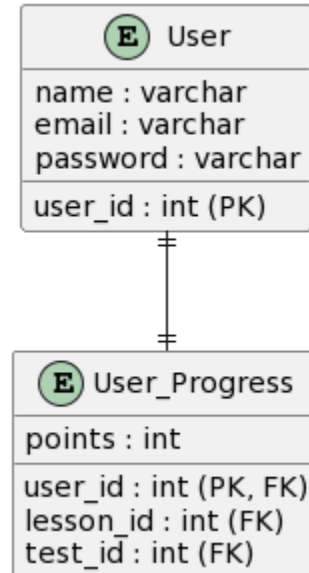 E User
name : varchar
email : varchar
password : varchar
user_id : int (PK)
E User_Progress
points : int
user_id : int (PK, FK)
lesson_id : int (FK)
test_id : int (FK)